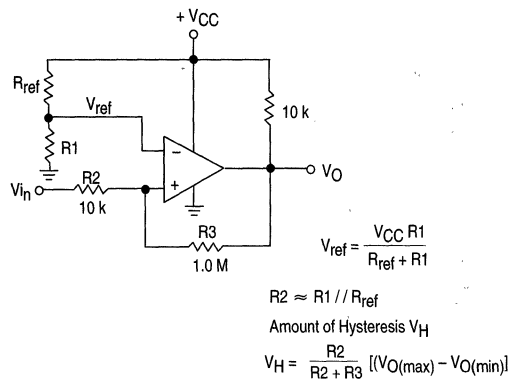 + VCC
Rref
Vref
10 k
R1
−
+
VO
Vin
R2
10 k
R3
1.0 M
Vref = VCC R1 / Rref + R1
R2 ≈ R1 // Rref
Amount of Hysteresis VH
VH = R2 / R2 + R3 [(VO(max) − VO(min)]